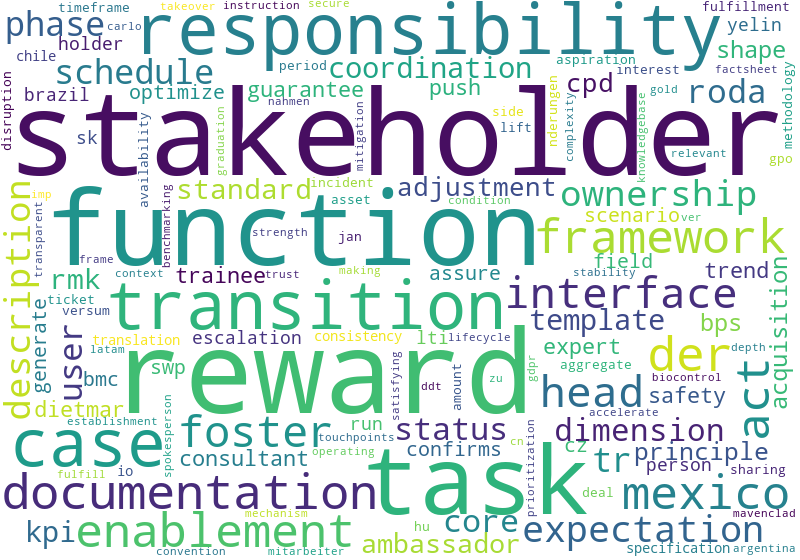 timeframe takeover instruction secure fulfillment
phase carlo responsibility yelin
holder aspiration shape
chile schedule period coordination interest factsheet
brazil optimize guarantee push cpd roda
disruption stakeholder methodology
nahmen side gold
sk availability graduation mitigation lift nderungen complexity knowledgebase relevant gpo
standard incident adjustment ownership
imp asset condition scenario ver
description function framework
transparent benchmarking strength jan
frame trust field
rmk trainee assure trend
context stability
generate ticket transition making interface acquisition
versum template bps
user translation escalation consistency lti lifecycle expert
latam der depth
bmc swp reward satisfying ddt amount zu gdpr aggregate biocontrol
dietmar head safety act
establishment accelerate
case spokesperson foster run status dimension
touchpoints cn
consultant confirms cz tr principle
fulfill io operating prioritization person sharing
documentation task deal mexico
mechanism mavenclad
kpi enablement hu core expectation
convention mitarbeiter ambassador specification argentina